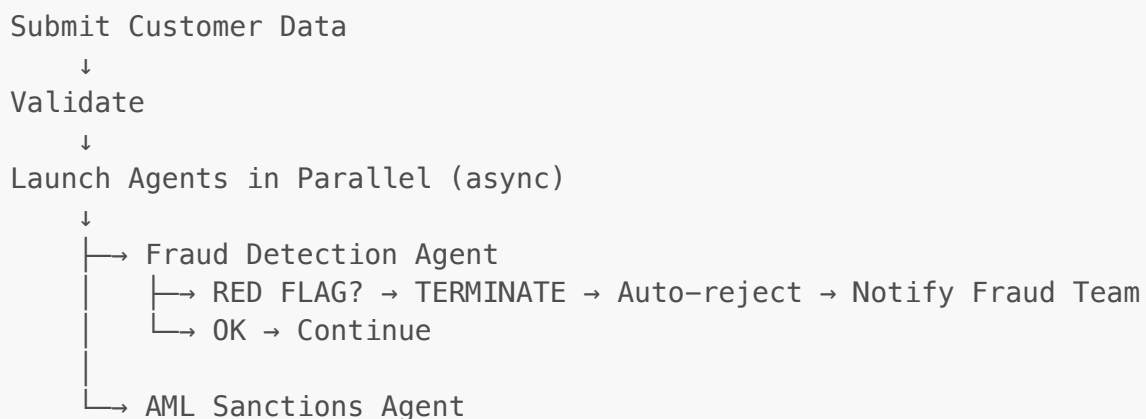 Submit Customer Data
    ↓
Validate
    ↓
Launch Agents in Parallel (async)
    ↓
    ├─→ Fraud Detection Agent
    │   ├─→ RED FLAG? → TERMINATE → Auto-reject → Notify Fraud Team
    │   └─→ OK → Continue
    │
    └─→ AML Sanctions Agent